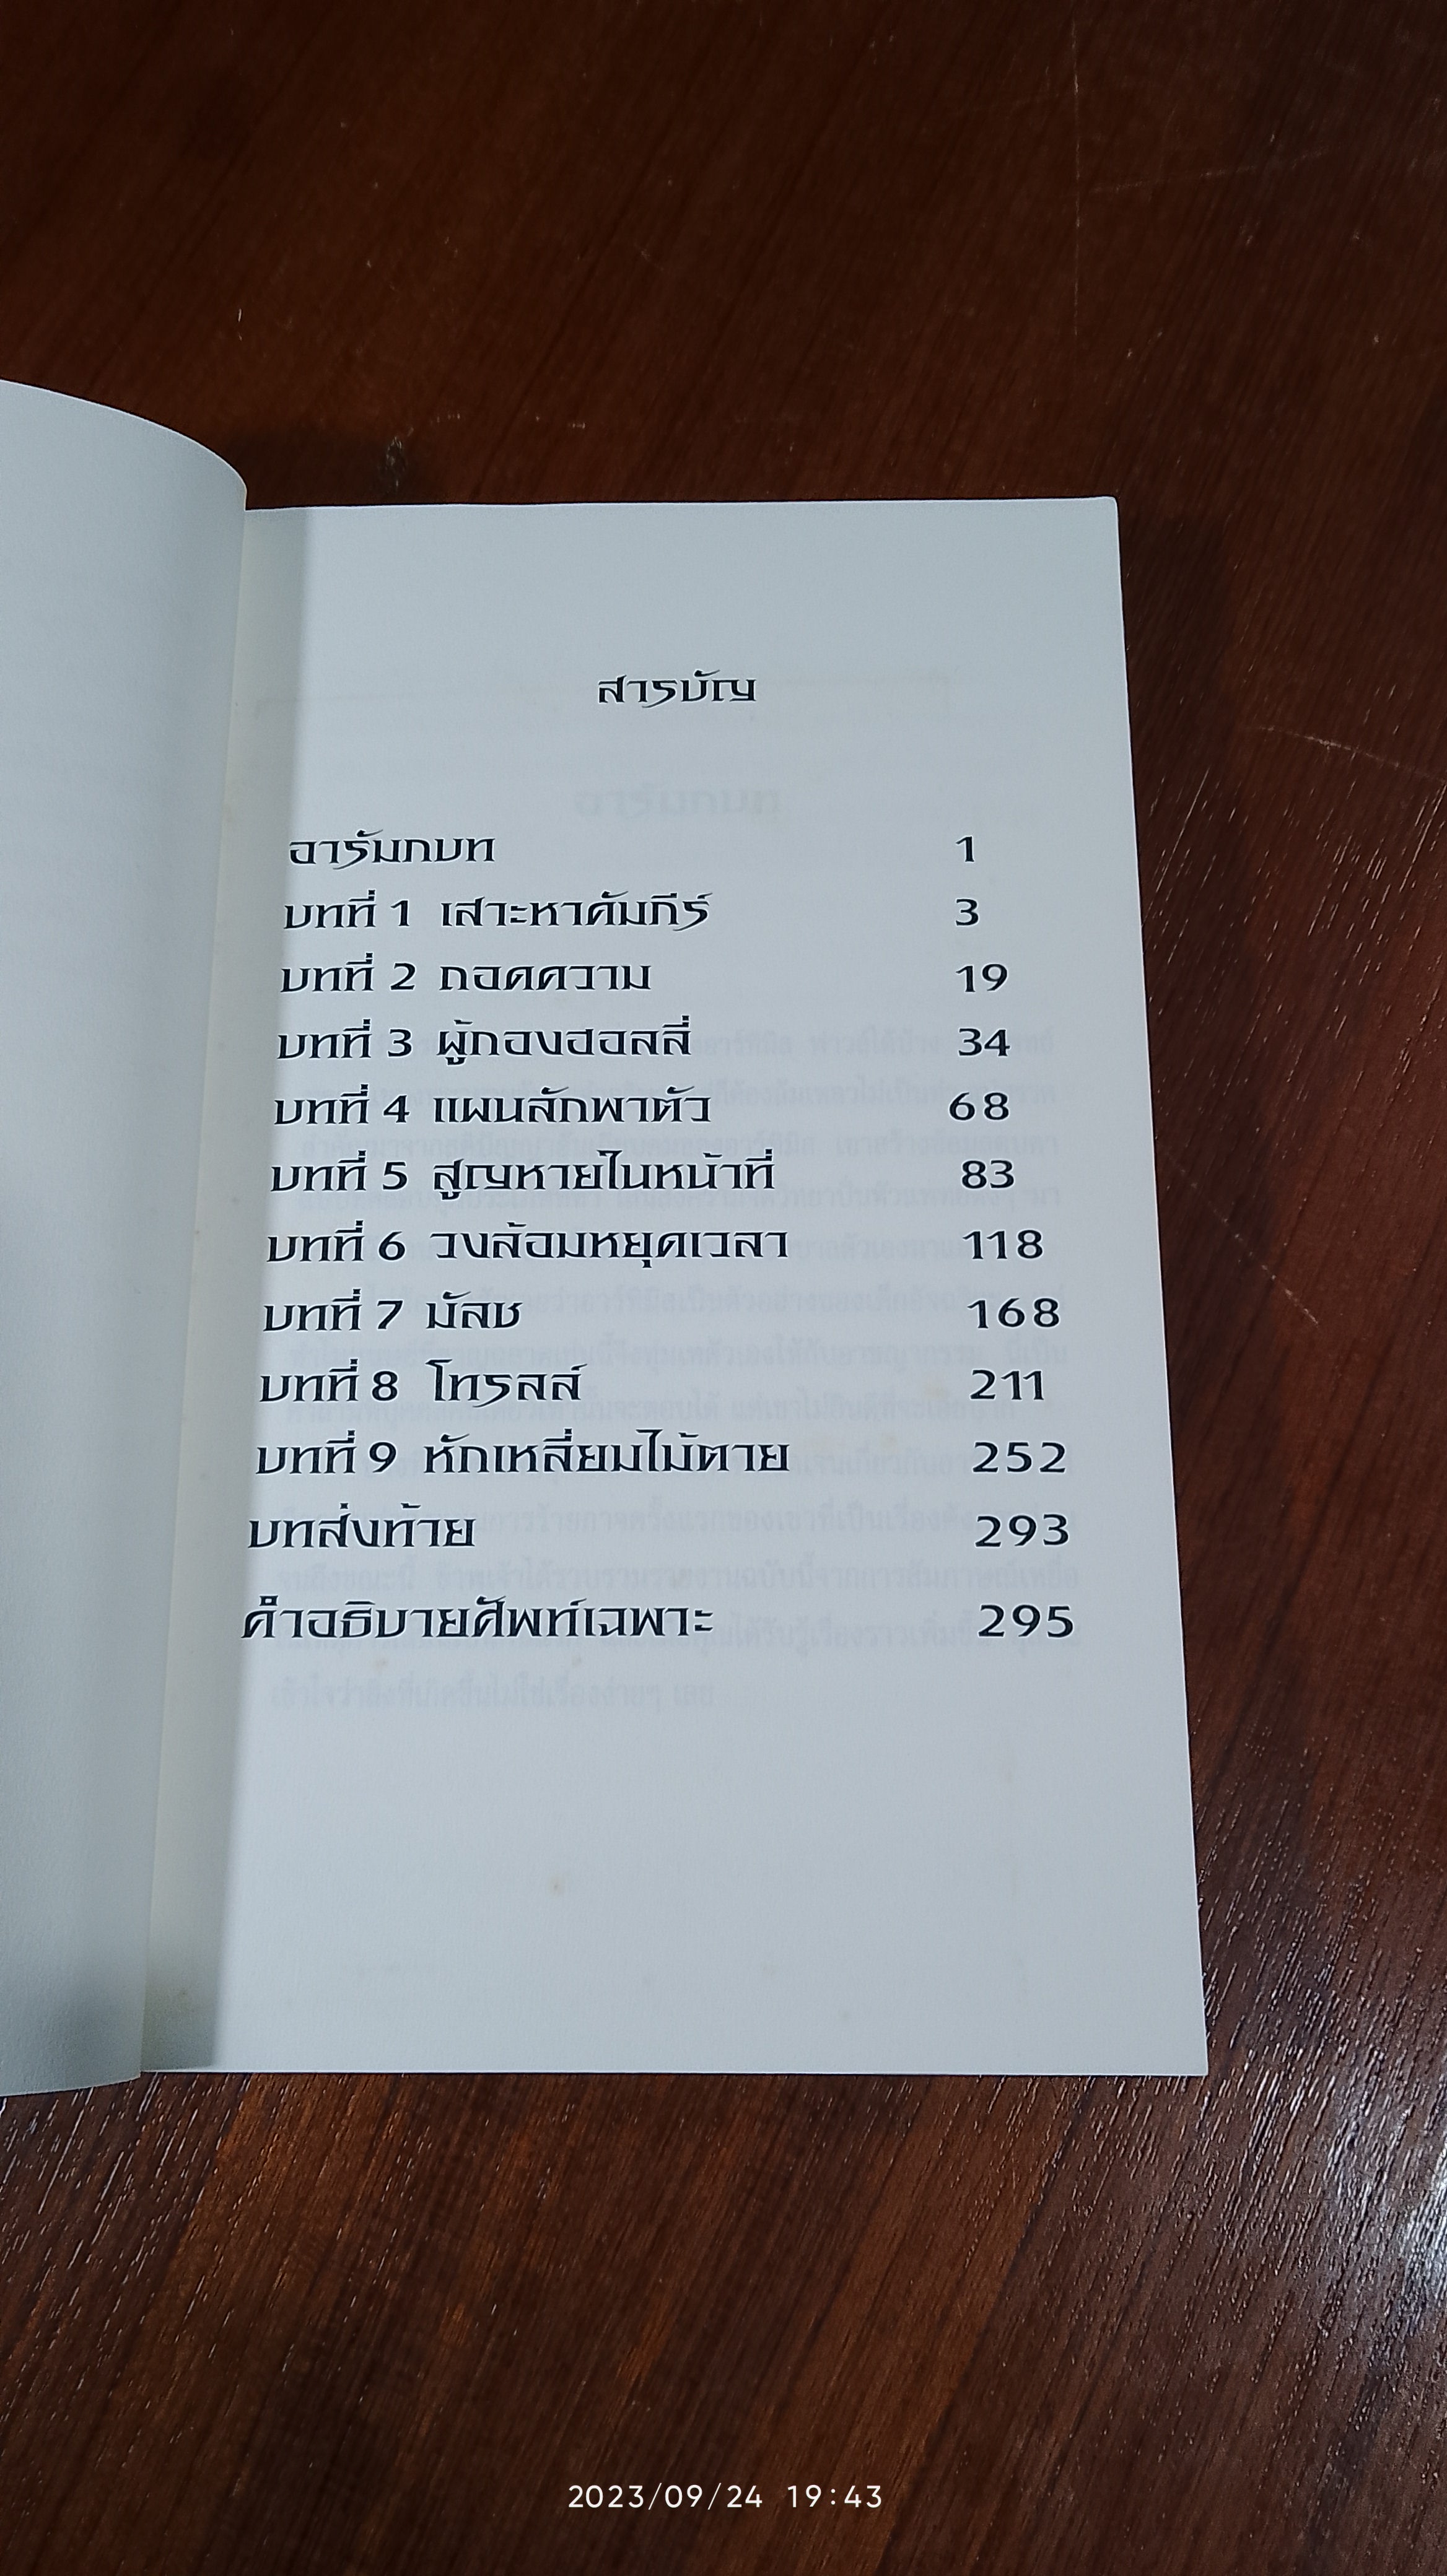 สารบัญ
อารัมภบท 1
บทที่ 1 เสาะหาคัมภีร์ 3
บทที่ 2 ถอดความ 19
บทที่ 3 ผู้กองฮอลลี่ 34
บทที่ 4 แผนลักพาตัว 68
บทที่ 5 สูญหายในหน้าที่ 83
บทที่ 6 วงล้อมหยุดเวลา 118
บทที่ 7 มัลช 168
บทที่ 8 โทรลล์ 211
บทที่ 9 หักเหลี่ยมไม้ตาย 252
บทส่งท้าย 293
คำอธิบายศัพท์เฉพาะ 295
2023/09/24 19:43